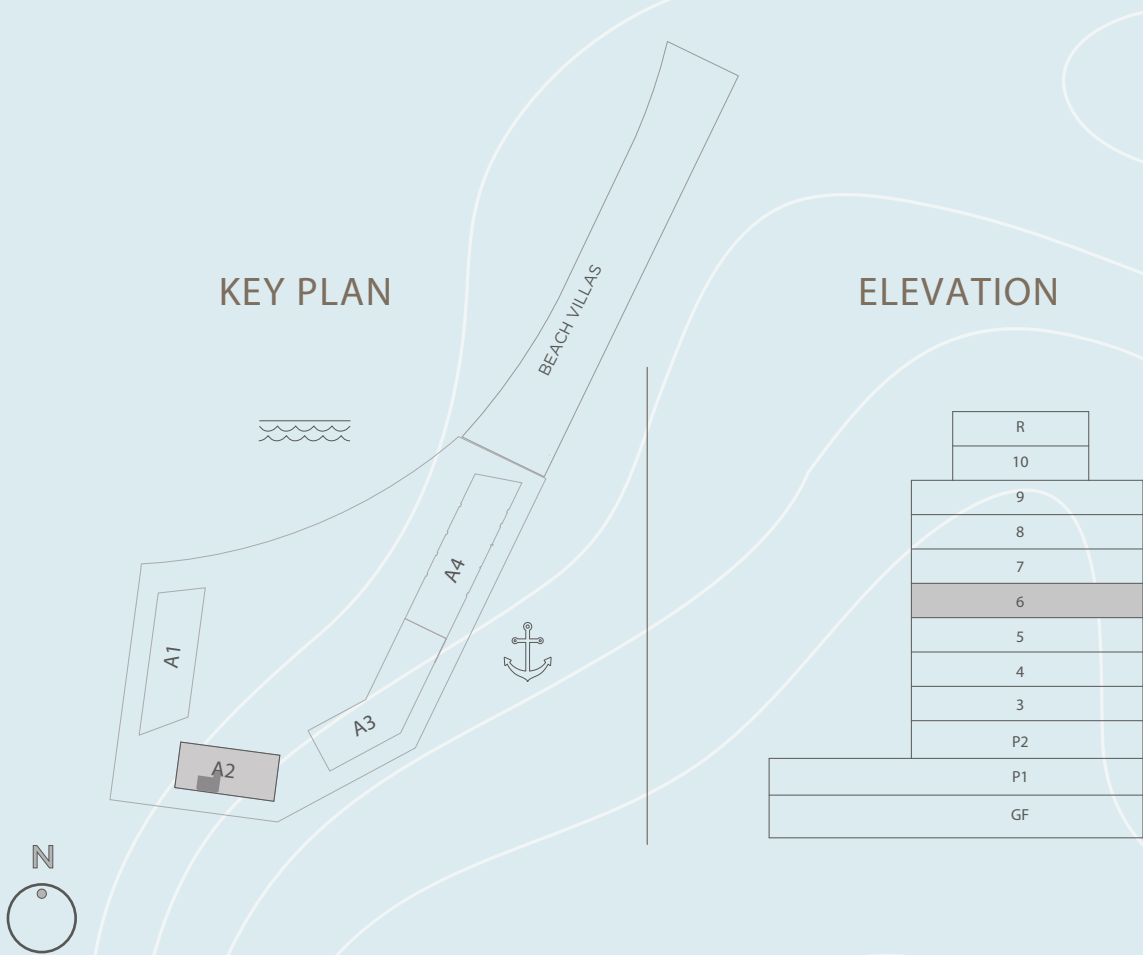 KEY PLAN
ELEVATION
BEACH VILLAS
A4
A1
A3
A2
N
R
10
9
8
7
6
5
4
3
P2
P1
GF